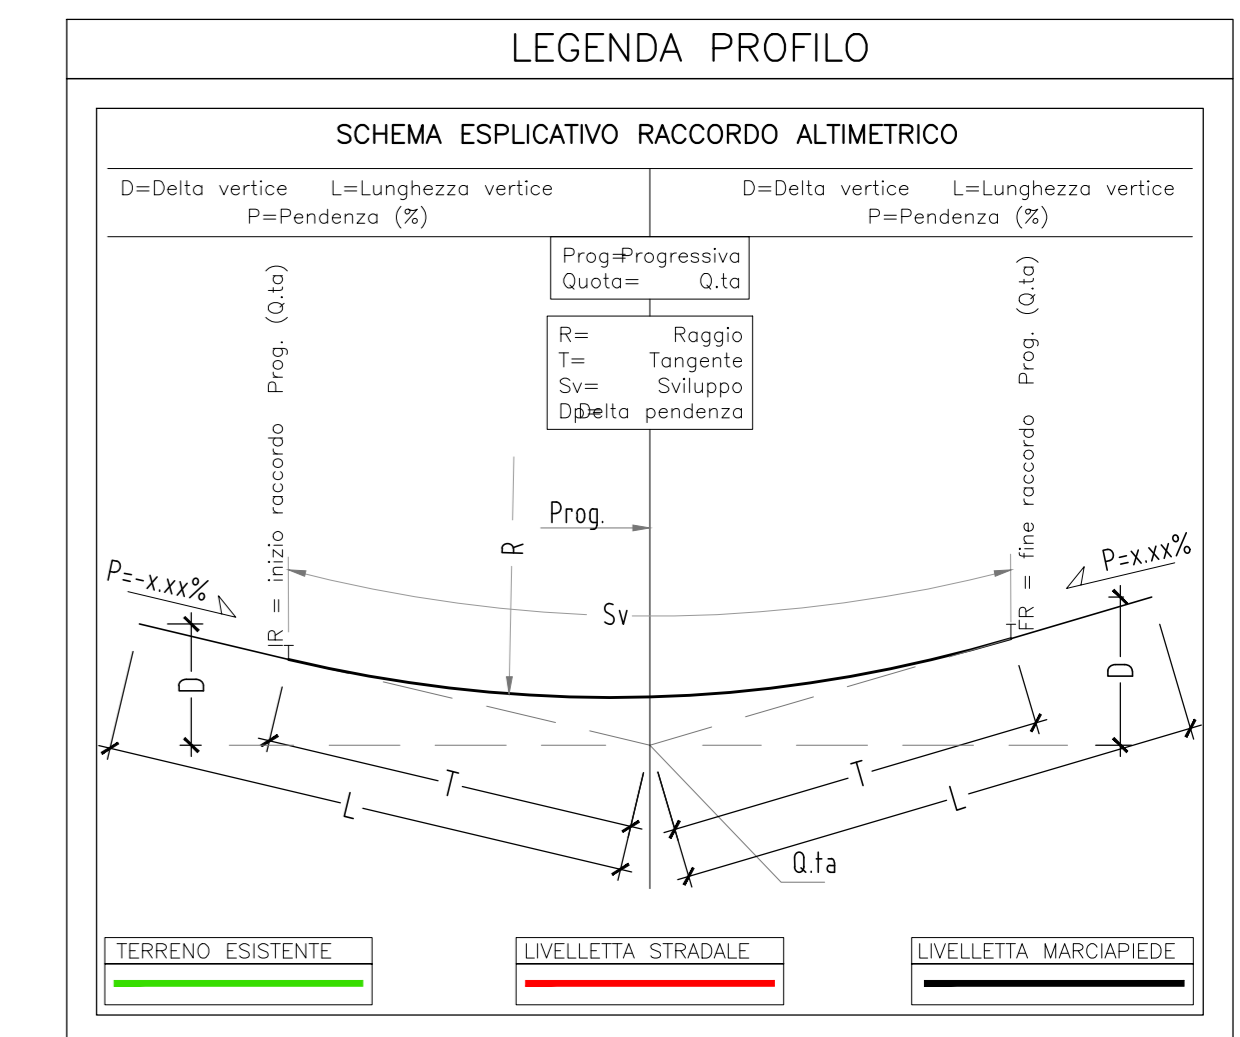 LEGENDA PROFILO
SCHEMA ESPLICATIVO RACCORDO ALTIMETRICO
D=Delta vertice L=Lunghezza vertice
P=Pendenza (%)
D=Delta vertice L=Lunghezza vertice
P=Pendenza (%)
Prog=Progressiva
Quota= Q.ta
R= Raggio
T= Tangente
Sv= Sviluppo
Dp=Delta pendenza
IR = inizio raccordo Prog. (Q.ta)
FR = fine raccordo Prog. (Q.ta)
Prog.
R
P=-x.xx%
P=x.xx%
Sv
D
D
T
L
T
L
Q.ta
TERRENO ESISTENTE
LIVELLETTA STRADALE
LIVELLETTA MARCIAPIEDE